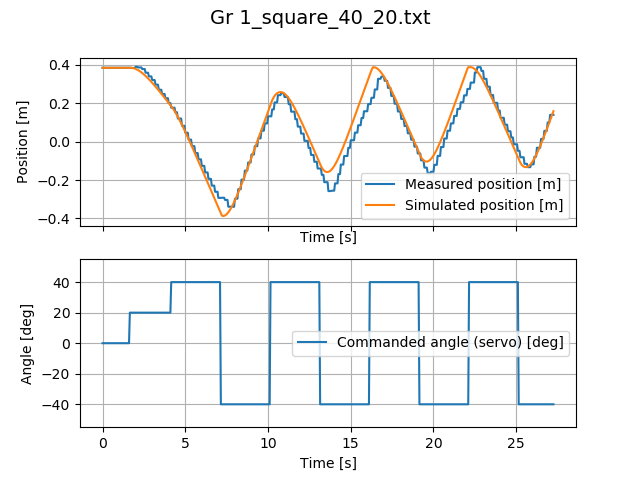 Gr 1_square_40_20.txt
0.4
0.2
0.0
−0.2
−0.4
Position [m]
Measured position [m]
Simulated position [m]
Time [s]
40
20
0
−20
−40
Angle [deg]
Commanded angle (servo) [deg]
0 5 10 15 20 25
Time [s]